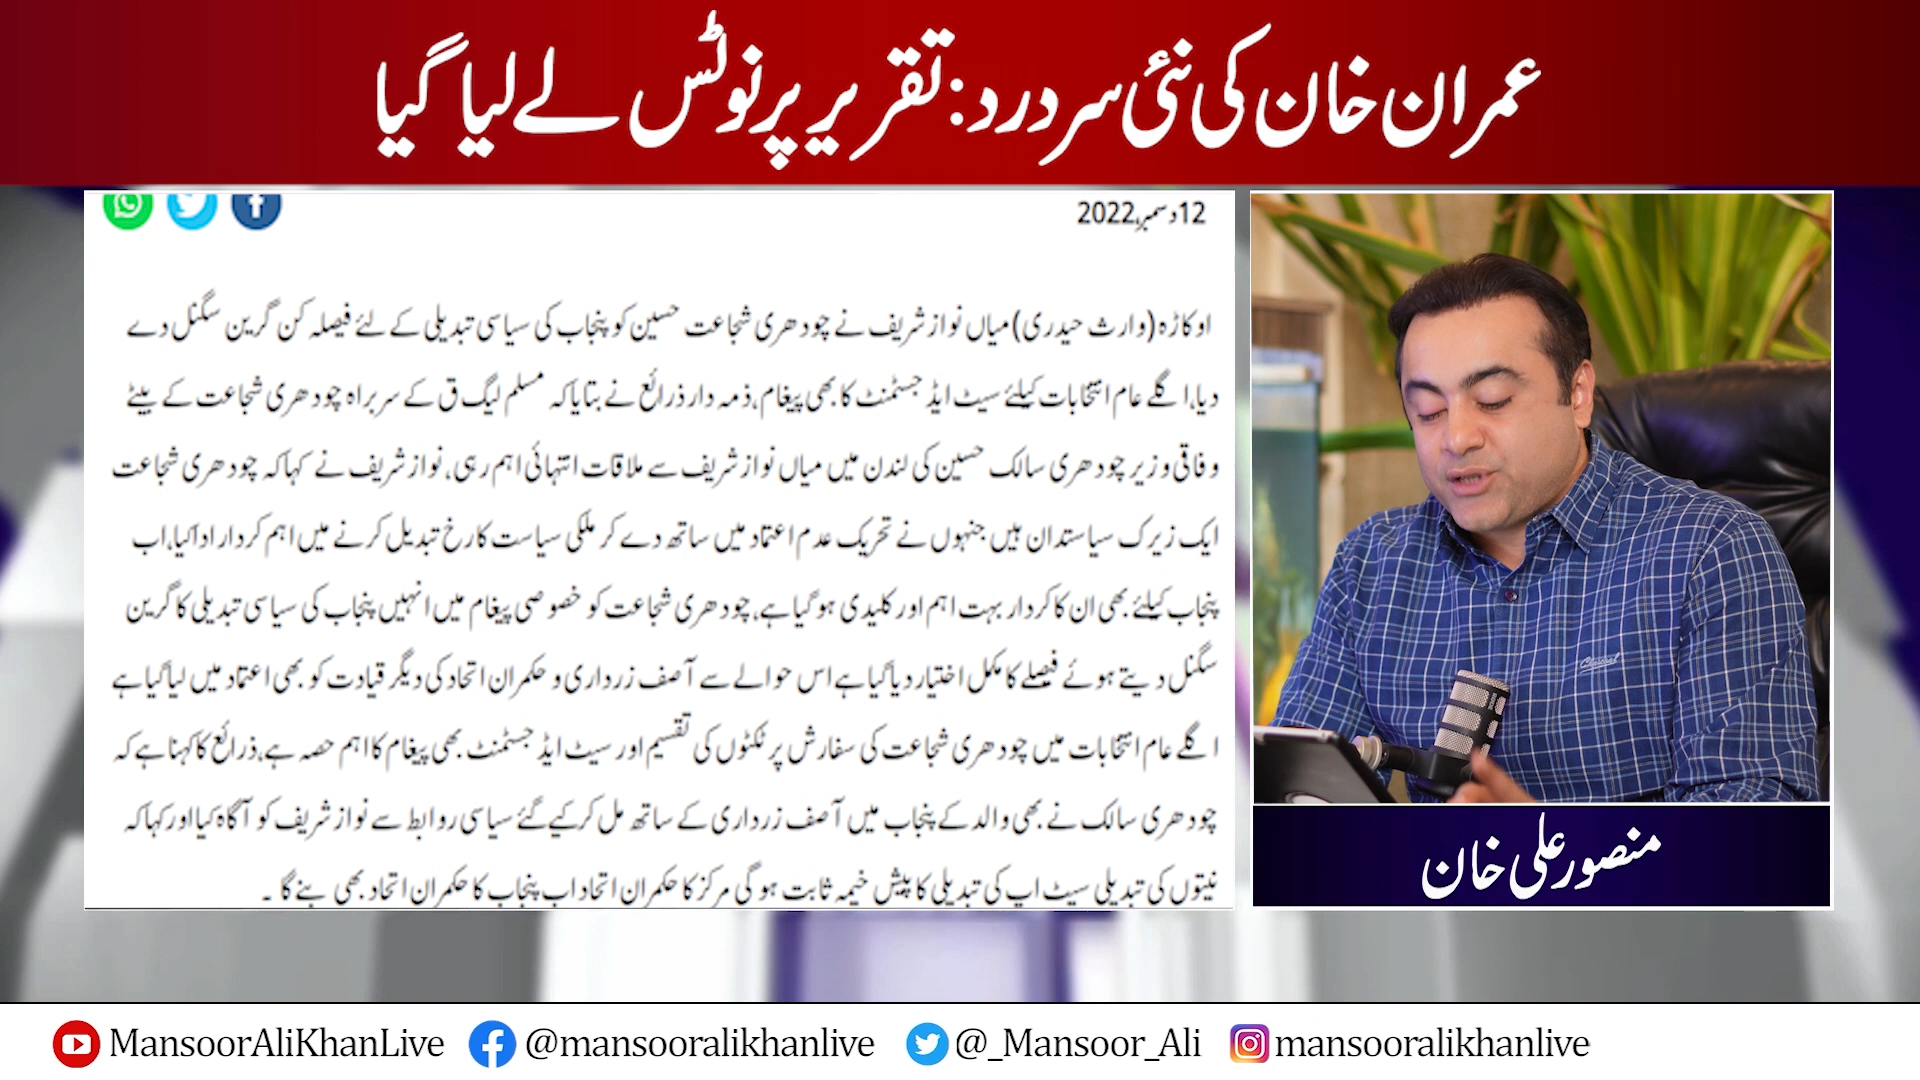 عمران خان کی نئی سر درد: تقریر پر نوٹس لے لیا گیا
12 دسمبر، 2022
اوکاڑہ (وارث حیدری) میاں نواز شریف نے چودھری شجاعت حسین کو پنجاب کی سیاسی تبدیلی کے لئے فیصلہ کن گرین سگنل دے
دیا، اگلے عام انتخابات کیلئے سیٹ ایڈجسٹمنٹ کا بھی پیغام، ذمہ دار ذرائع نے بتایا کہ مسلم لیگ ق کے سربراہ چودھری شجاعت کے بیٹے
وفاقی وزیر چودھری سالک حسین کی لندن میں میاں نواز شریف سے ملاقات انتہائی اہم رہی، نواز شریف نے کہا کہ چودھری شجاعت
ایک زیرک سیاستدان ہیں جنہوں نے تحریک عدم اعتماد میں ساتھ دے کر ملکی سیاست کا رخ تبدیل کرنے میں اہم کردار ادا کیا، اب
پنجاب کیلئے بھی ان کا کردار بہت اہم اور کلیدی ہو گیا ہے، چودھری شجاعت کو خصوصی پیغام میں انہیں پنجاب کی سیاسی تبدیلی کا گرین
سگنل دیتے ہوئے فیصلے کا مکمل اختیار دیا گیا ہے اس حوالے سے آصف زرداری و حکمران اتحاد کی دیگر قیادت کو بھی اعتماد میں لیا گیا ہے
اگلے عام انتخابات میں چودھری شجاعت کی سفارش پر ٹکٹوں کی تقسیم اور سیٹ ایڈجسٹمنٹ بھی پیغام کا اہم حصہ ہے، ذرائع کا کہنا ہے کہ
چودھری سالک نے بھی والد کے پنجاب میں آصف زرداری کے ساتھ مل کر کیے گئے سیاسی روابط سے نواز شریف کو آگاہ کیا اور کہا کہ
نیتوں کی تبدیلی سیٹ اپ کی تبدیلی کا پیش خیمہ ثابت ہو گی مرکز کا حکمران اتحاد اب پنجاب کا حکمران اتحاد بھی بنے گا ۔
منصور علی خان
MansoorAliKhanLive @mansooralikhanlive @_Mansoor_Ali mansooralikhanlive